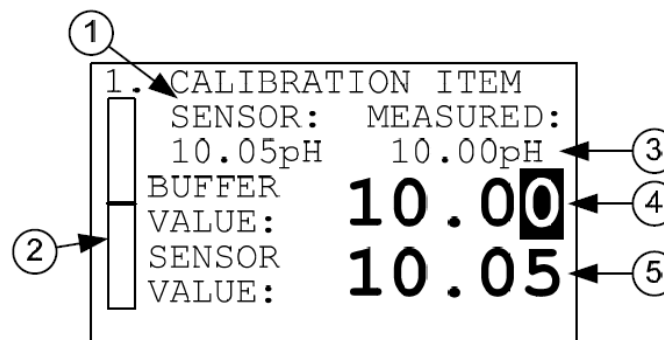 1
1. CALIBRATION ITEM
SENSOR: MEASURED:
10.05pH 10.00pH
3
BUFFER
VALUE:
10.00
4
2
SENSOR
VALUE:
10.05
5